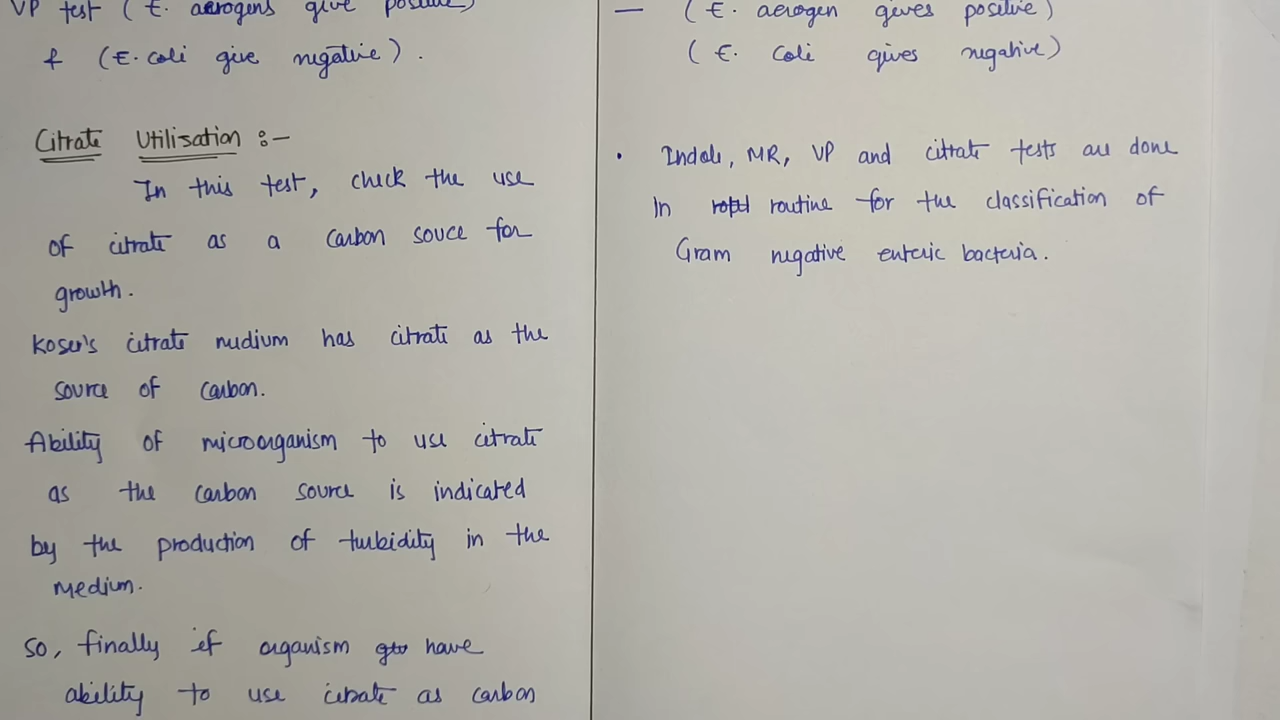 VP test ( E. aerogens give positive)
& (E. coli give negative).
Citrate Utilisation :-
In this test, check the use
of citrate as a carbon souce for
growth.
Koser's citrate medium has citrate as the
source of carbon.
Ability of microorganism to use citrate
as the carbon source is indicated
by the production of turbidity in the
medium.
So, finally if organism have
ability to use citrate as carbon
— ( E. aerogen gives positive)
( E. coli gives negative)
• Indole, MR, VP and citrate tests are done
In routine for the classification of
Gram negative enteric bacteria.